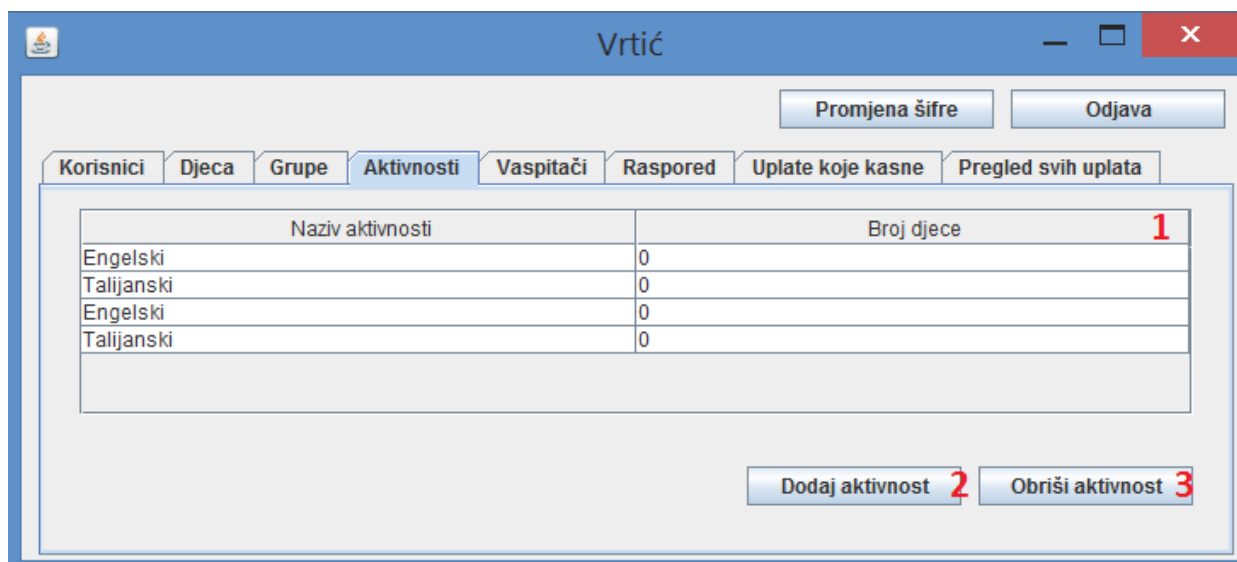 Vrtić
Promjena šifre Odjava
Korisnici Djeca Grupe Aktivnosti Vaspitači Raspored Uplate koje kasne Pregled svih uplata
Naziv aktivnosti Broj djece 1
Engelski 0
Talijanski 0
Engelski 0
Talijanski 0
Dodaj aktivnost 2 Obriši aktivnost 3